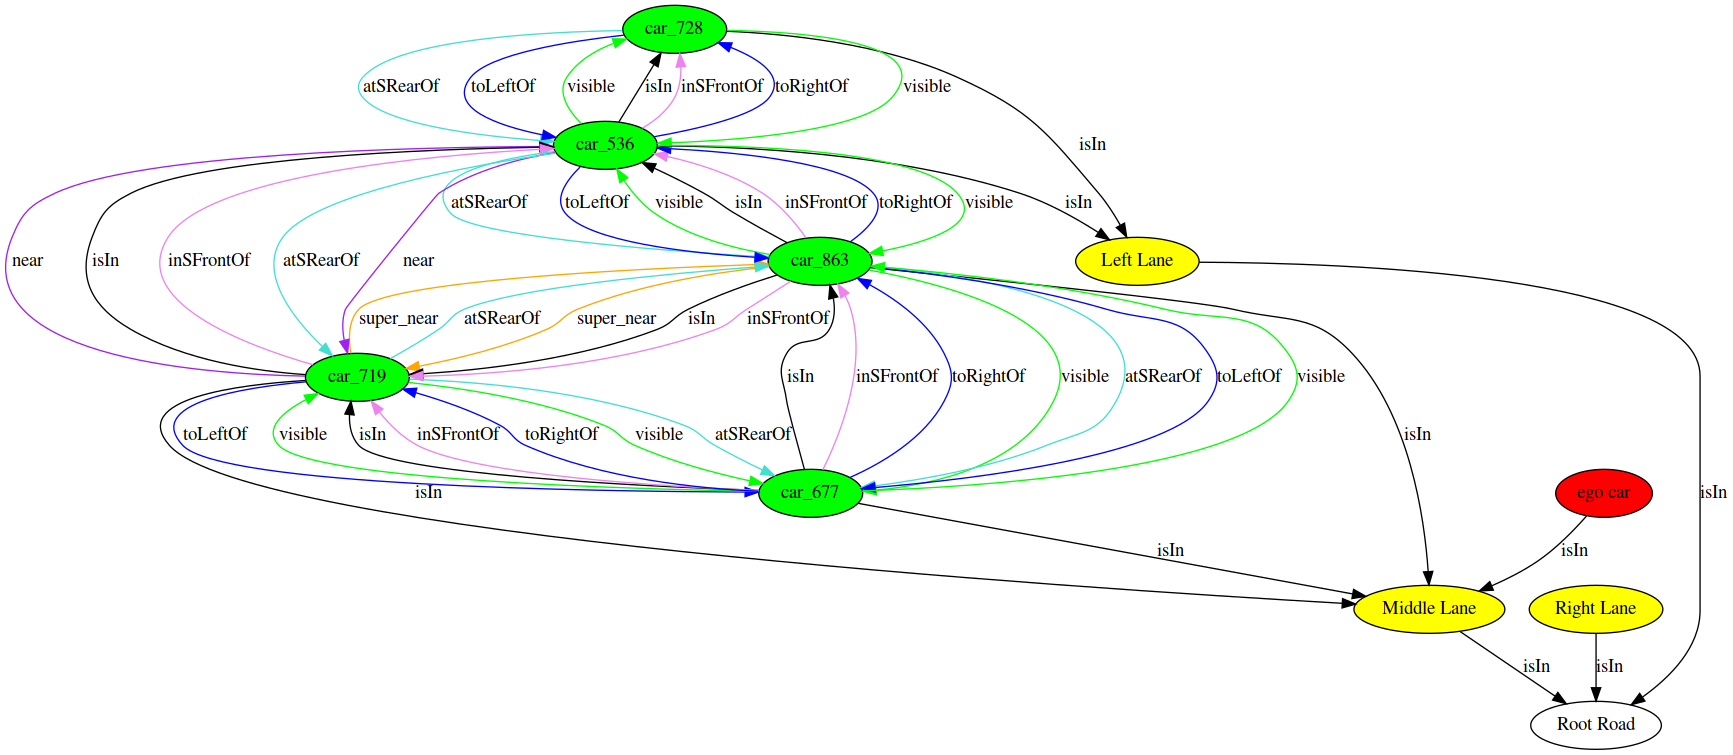 car_728
atSRearOf toLeftOf visible isIn inSFrontOf toRightOf visible
isIn
car_536
atSRearOf toLeftOf visible isIn inSFrontOf toRightOf visible isIn
near isIn inSFrontOf atSRearOf near car_863 Left Lane
super_near atSRearOf super_near isIn inSFrontOf
car_719 isIn inSFrontOf toRightOf visible atSRearOf toLeftOf visible
toLeftOf visible isIn inSFrontOf toRightOf visible atSRearOf isIn
isIn car_677 ego car isIn
isIn isIn
Middle Lane Right Lane
isIn isIn
Root Road